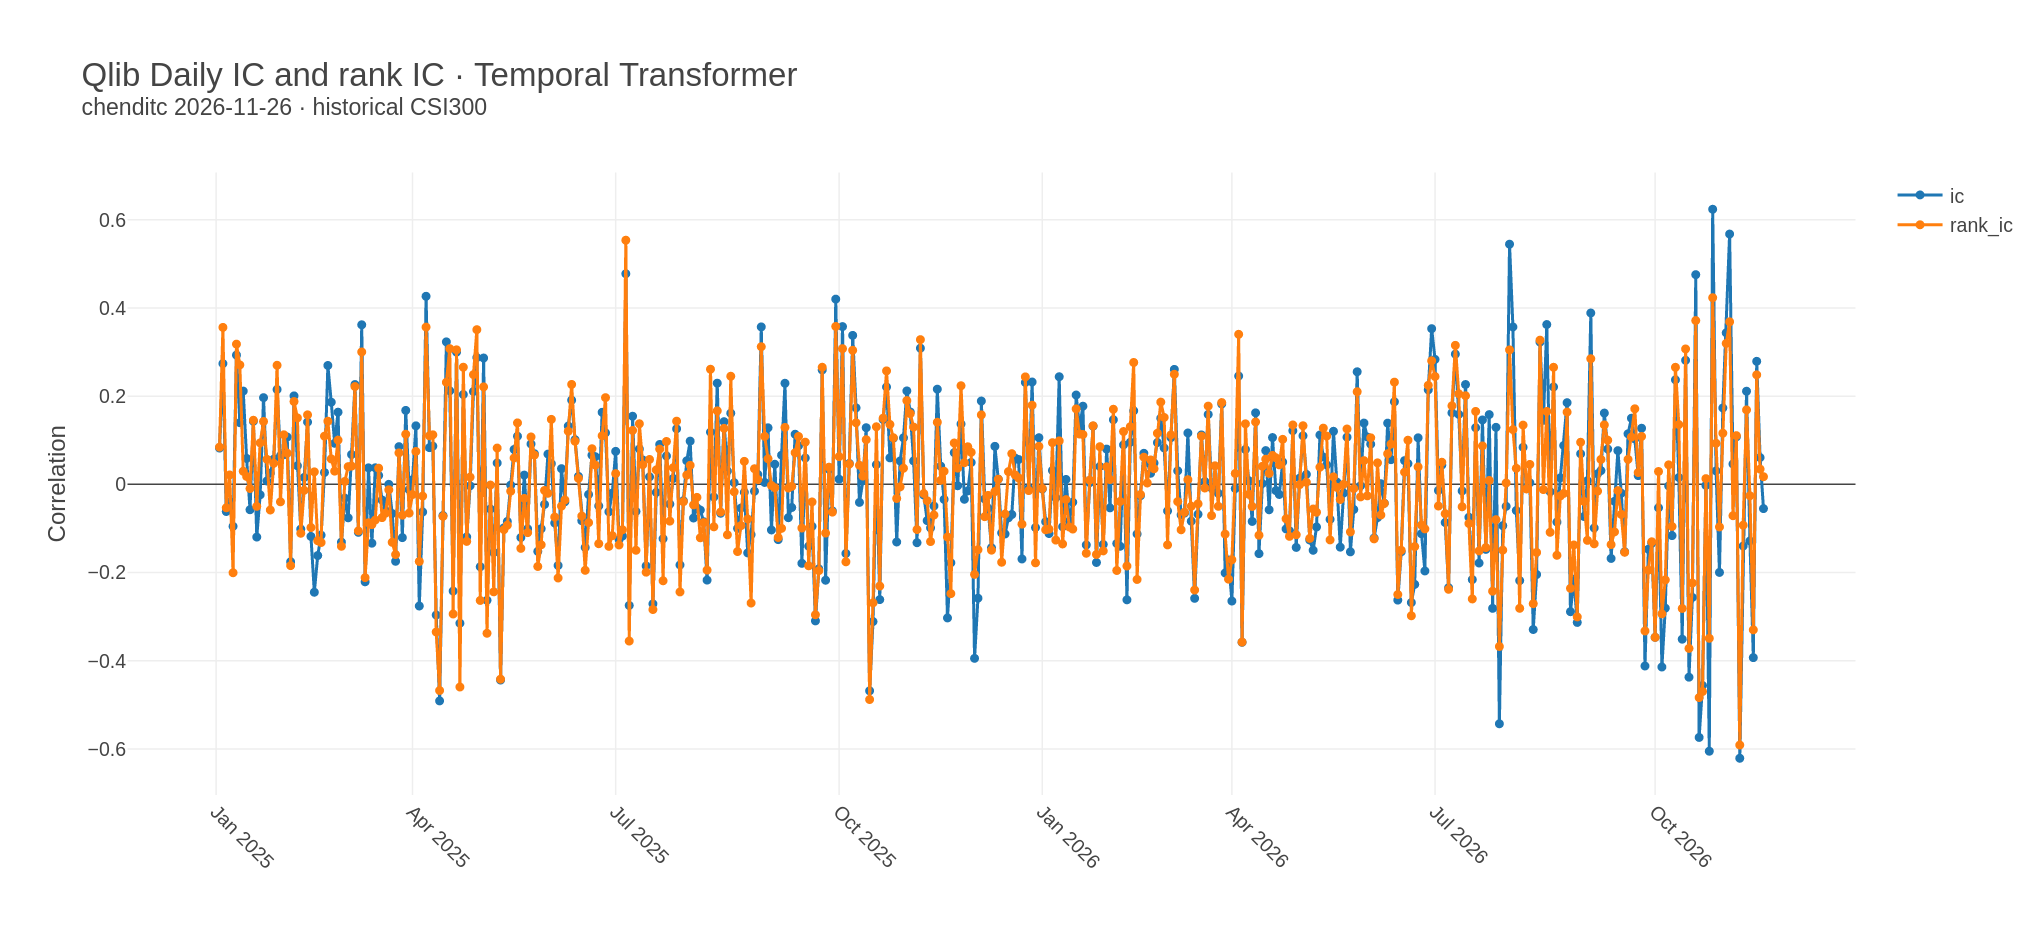 Qlib Daily IC and rank IC · Temporal Transformer
chenditc 2026-11-26 · historical CSI300
ic
rank_ic
Correlation
0.6
0.4
0.2
0
−0.2
−0.4
−0.6
Jan 2025
Apr 2025
Jul 2025
Oct 2025
Jan 2026
Apr 2026
Jul 2026
Oct 2026